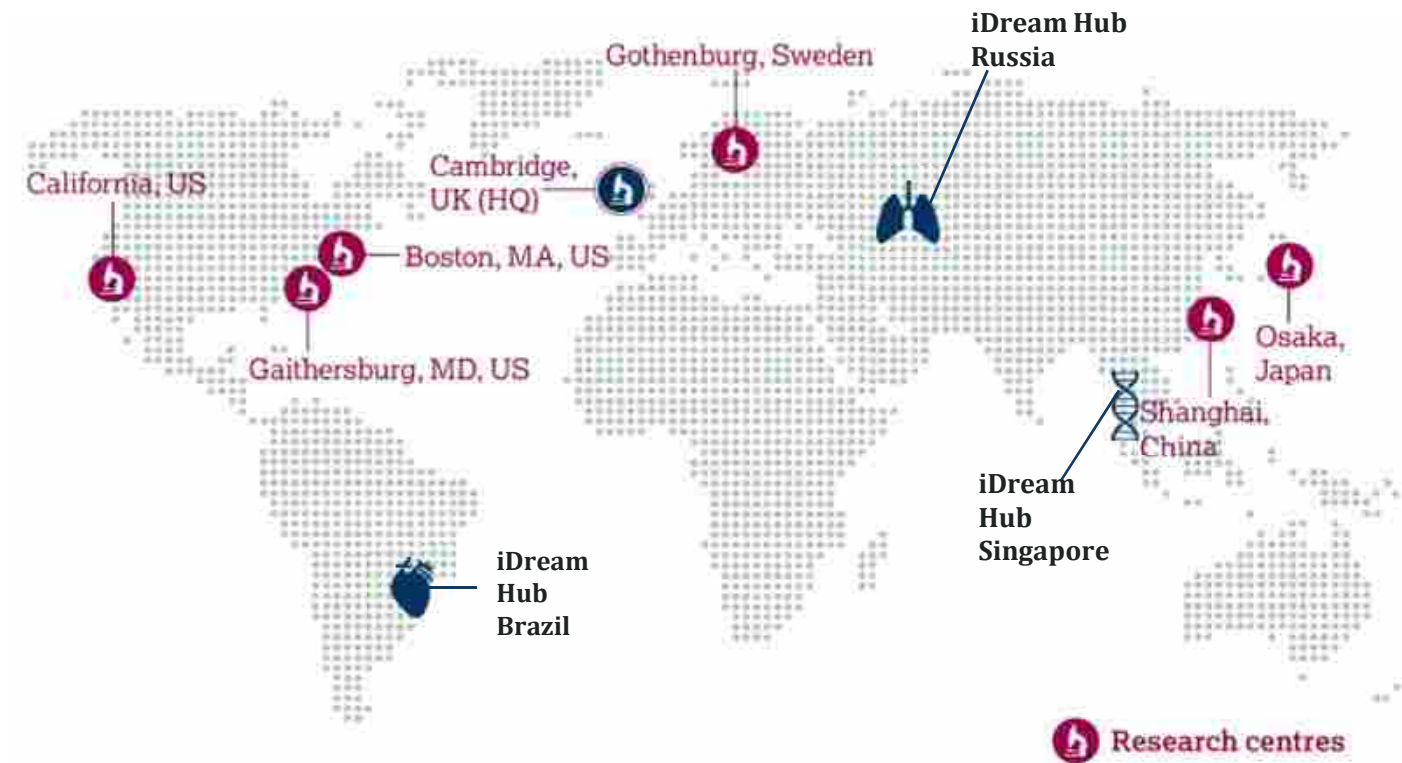 iDream Hub
Russia
Gothenburg, Sweden
Cambridge,
UK (HQ)
California, US
Boston, MA, US
Gaithersburg, MD, US
Osaka,
Japan
Shanghai,
China
iDream
Hub
Singapore
iDream
Hub
Brazil
Research centres